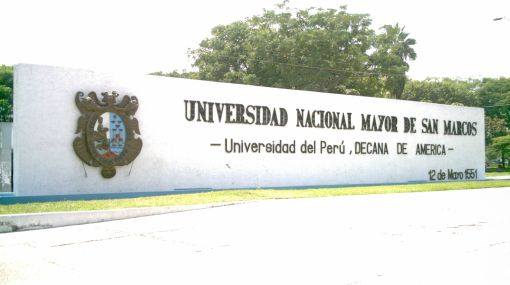 UNIVERSIDAD NACIONAL MAYOR DE SAN MARCOS
— Universidad del Perú, DECANA DE AMERICA —
12 de Mayo 1551